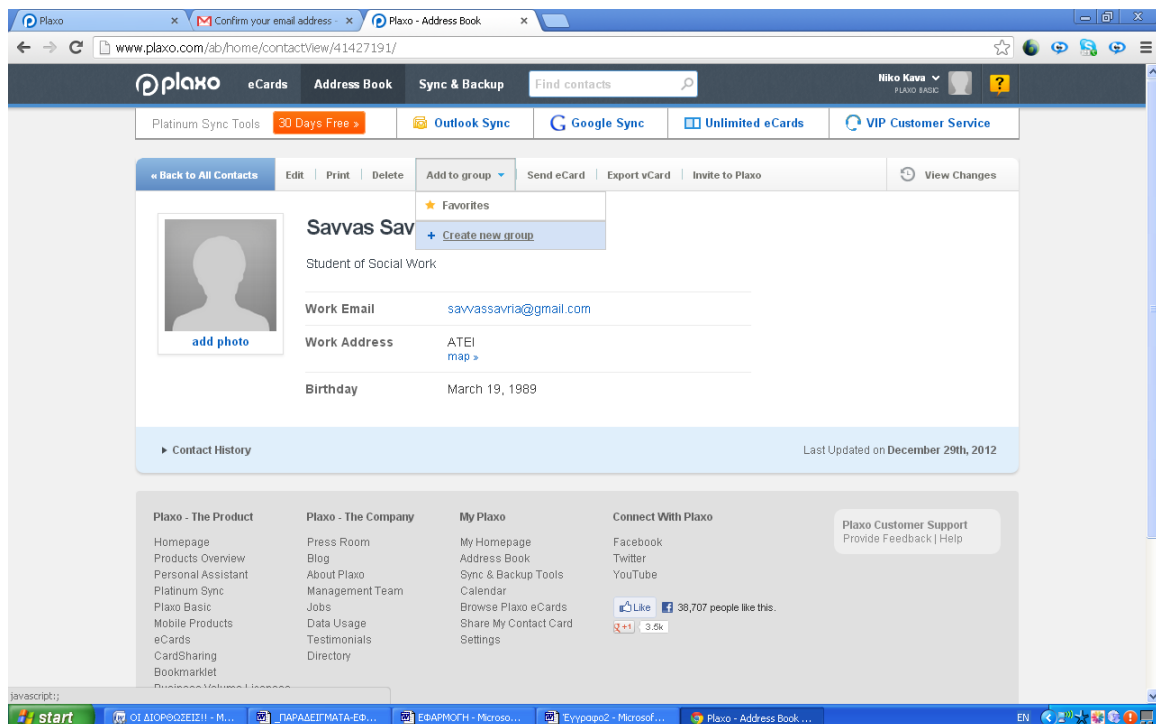 Plaxo
Confirm your email address -
Plaxo - Address Book
www.plaxo.com/ab/home/contactView/41427191/
plaxo eCards Address Book Sync & Backup Find contacts Niko Kava
PLAXO BASIC
?
Platinum Sync Tools 30 Days Free » Outlook Sync Google Sync Unlimited eCards VIP Customer Service
« Back to All Contacts Edit Print Delete Add to group Send eCard Export vCard Invite to Plaxo View Changes
Favorites
+ Create new group
Savvas Sav
Student of Social Work
add photo
Work Email savvassavria@gmail.com
Work Address ATEI
map »
Birthday March 19, 1989
Contact History Last Updated on December 29th, 2012
Plaxo - The Product
Homepage
Products Overview
Personal Assistant
Platinum Sync
Plaxo Basic
Mobile Products
eCards
CardSharing
Bookmarklet
Business Volume Licenses
Plaxo - The Company
Press Room
Blog
About Plaxo
Management Team
Jobs
Data Usage
Testimonials
Directory
My Plaxo
My Homepage
Address Book
Sync & Backup Tools
Calendar
Browse Plaxo eCards
Share My Contact Card
Settings
Connect With Plaxo
Facebook
Twitter
YouTube
Like 38,707 people like this.
+1 3.5k
Plaxo Customer Support
Provide Feedback | Help
javascript:;
start ΟΙ ΔΙΟΡΘΩΣΕΙΣ!! - M... _ΠΑΡΑΔΕΙΓΜΑΤΑ-ΕΦ... ΕΦΑΡΜΟΓΗ - Microso... Έγγραφο2 - Microsof... Plaxo - Address Book ... EN